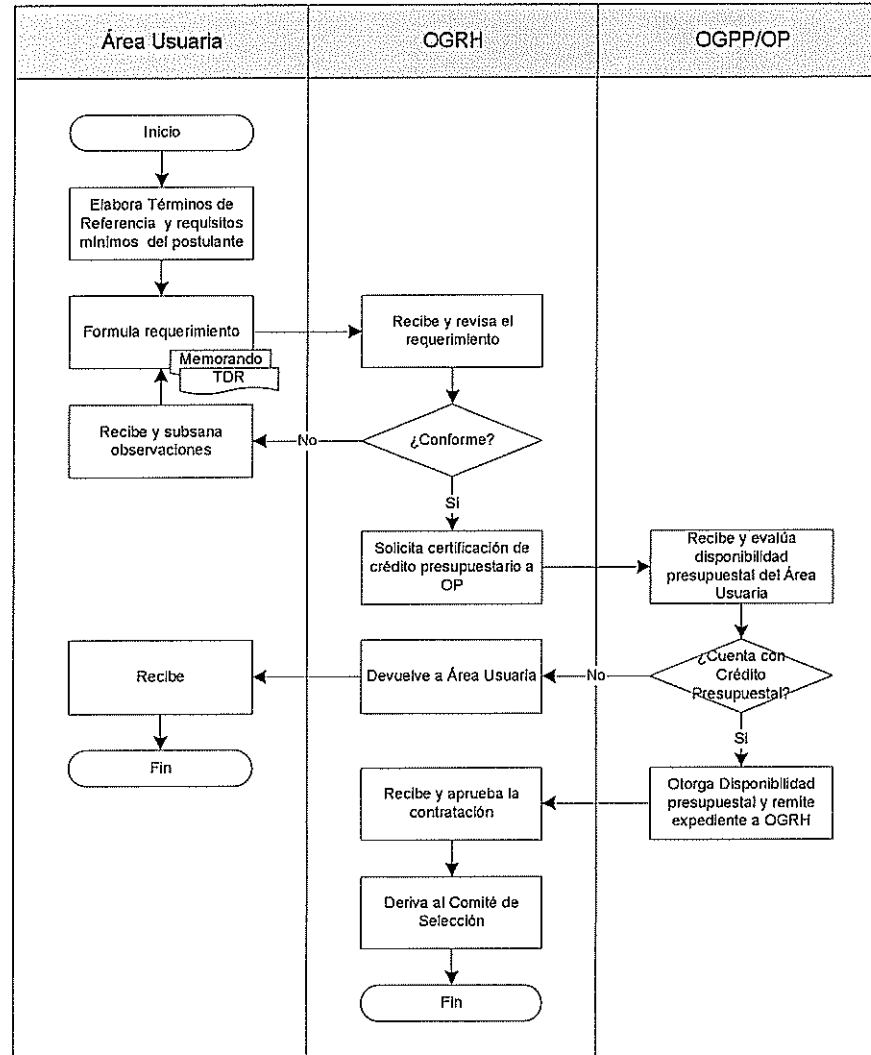 Área Usuaria
OGRH
OGPP/OP
Inicio
Elabora Términos de
Referencia y requisitos
mínimos del postulante
Formula requerimiento
Memorando
TDR
Recibe y revisa el
requerimiento
Recibe y subsana
observaciones
No
¿Conforme?
Si
Solicita certificación de
crédito presupuestario a
OP
Recibe y evalúa
disponibilidad
presupuestal del Área
Usuaria
Recibe
Devuelve a Área Usuaria
No
¿Cuenta con
Crédito
Presupuestal?
Si
Fin
Recibe y aprueba la
contratación
Otorga Disponibilidad
presupuestal y remite
expediente a OGRH
Deriva al Comité de
Selección
Fin